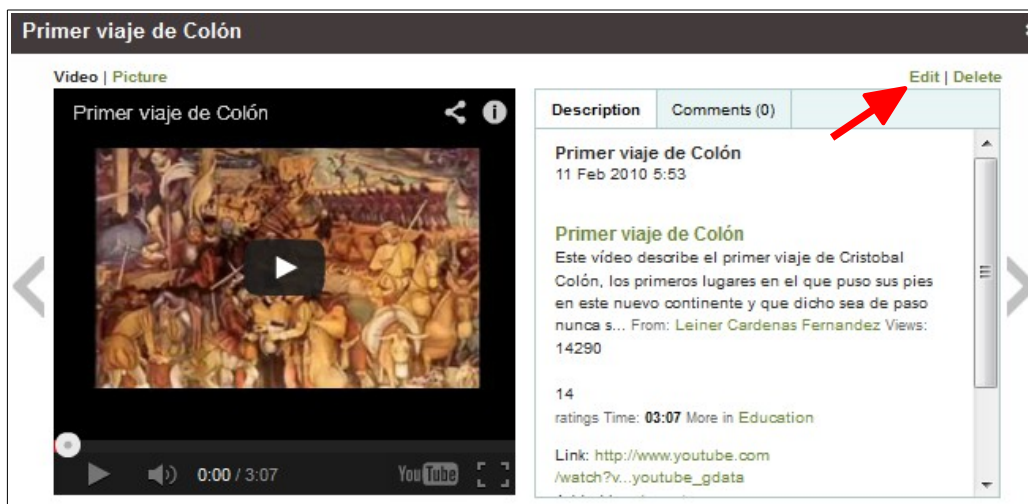 Primer viaje de Colón
Video | Picture
Edit | Delete
Primer viaje de Colón
0:00 / 3:07
YouTube
Description
Comments (0)
Primer viaje de Colón
11 Feb 2010 5:53
Primer viaje de Colón
Este vídeo describe el primer viaje de Cristobal
Colón, los primeros lugares en el que puso sus pies
en este nuevo continente y que dicho sea de paso
nunca s... From: Leiner Cardenas Fernandez Views:
14290
14
ratings Time: 03:07 More in Education
Link: http://www.youtube.com
/watch?v...youtube_gdata